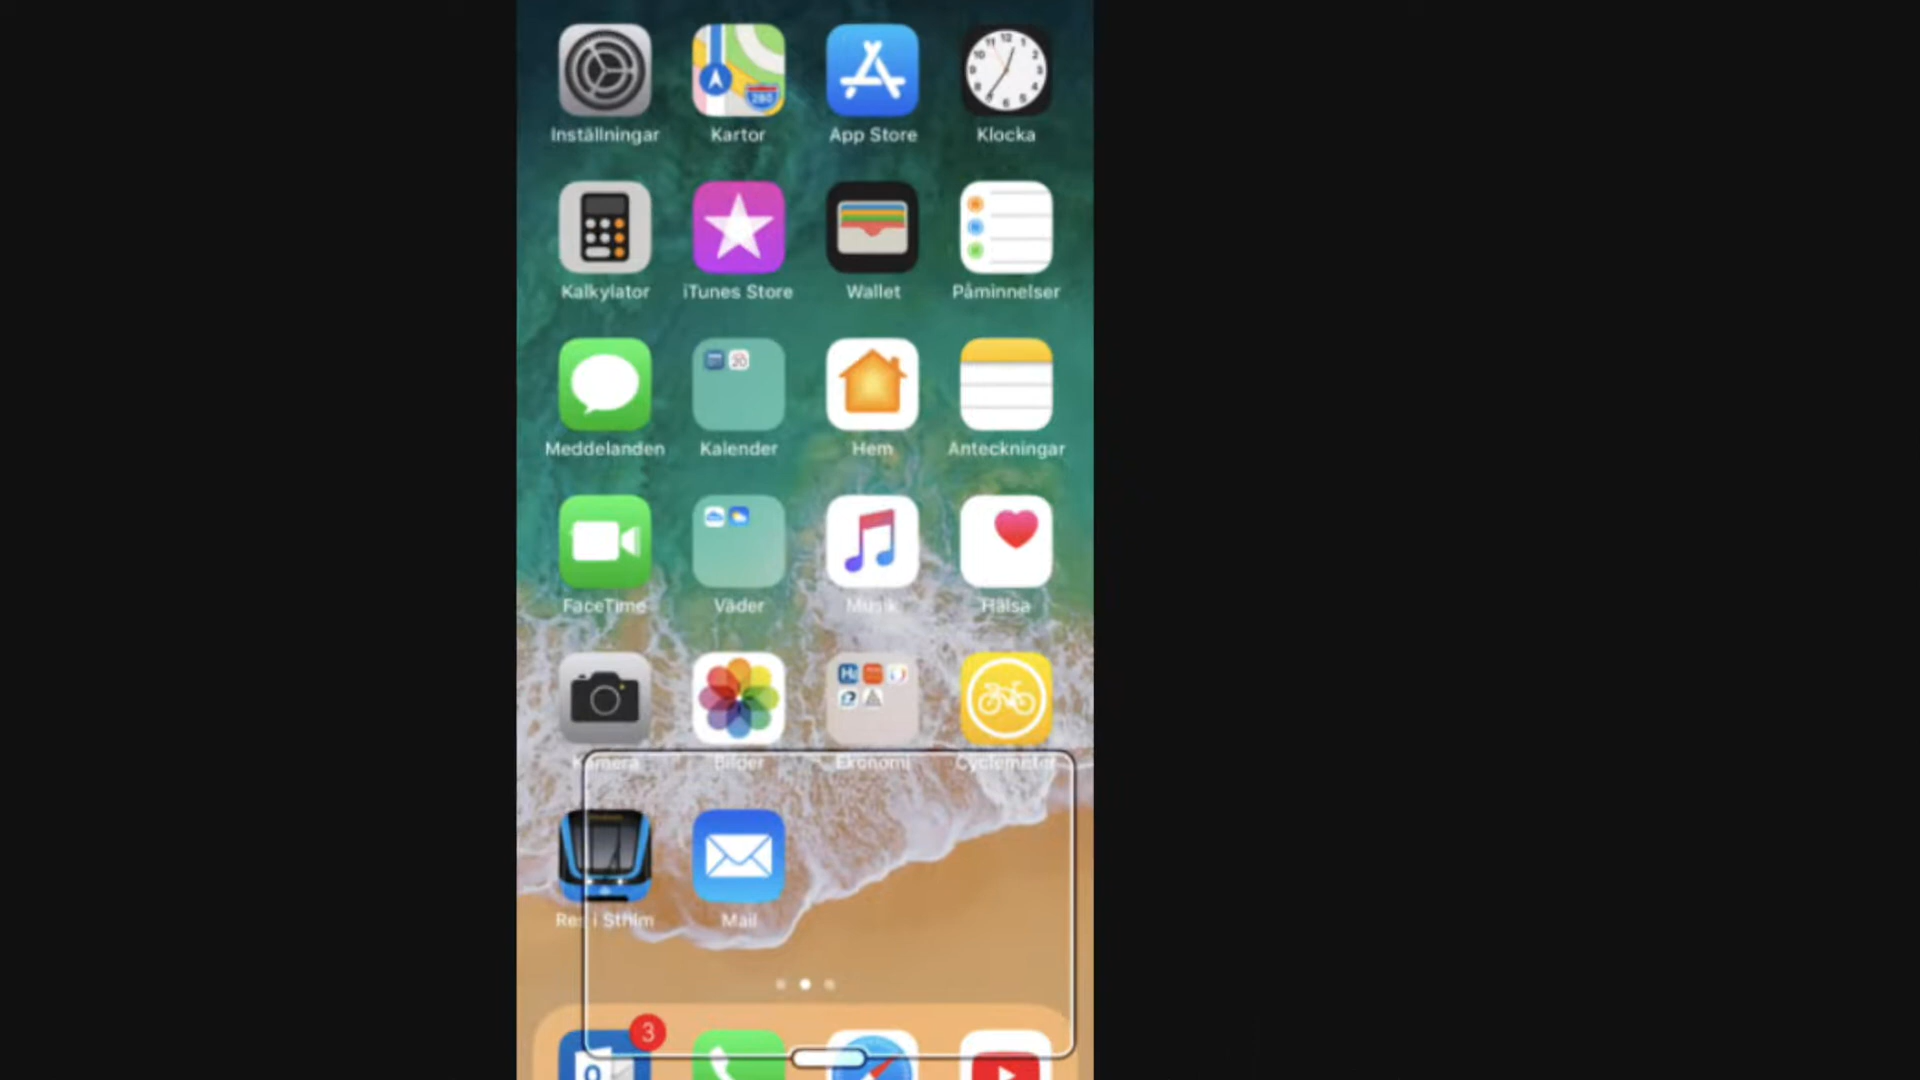 Inställningar Kartor App Store Klocka
Kalkylator iTunes Store Wallet Påminnelser
20
Meddelanden Kalender Hem Anteckningar
FaceTime Väder Musik Hälsa
Kamera Bilder Ekonomi Cyclemeter
Res i Sthlm Mail
3